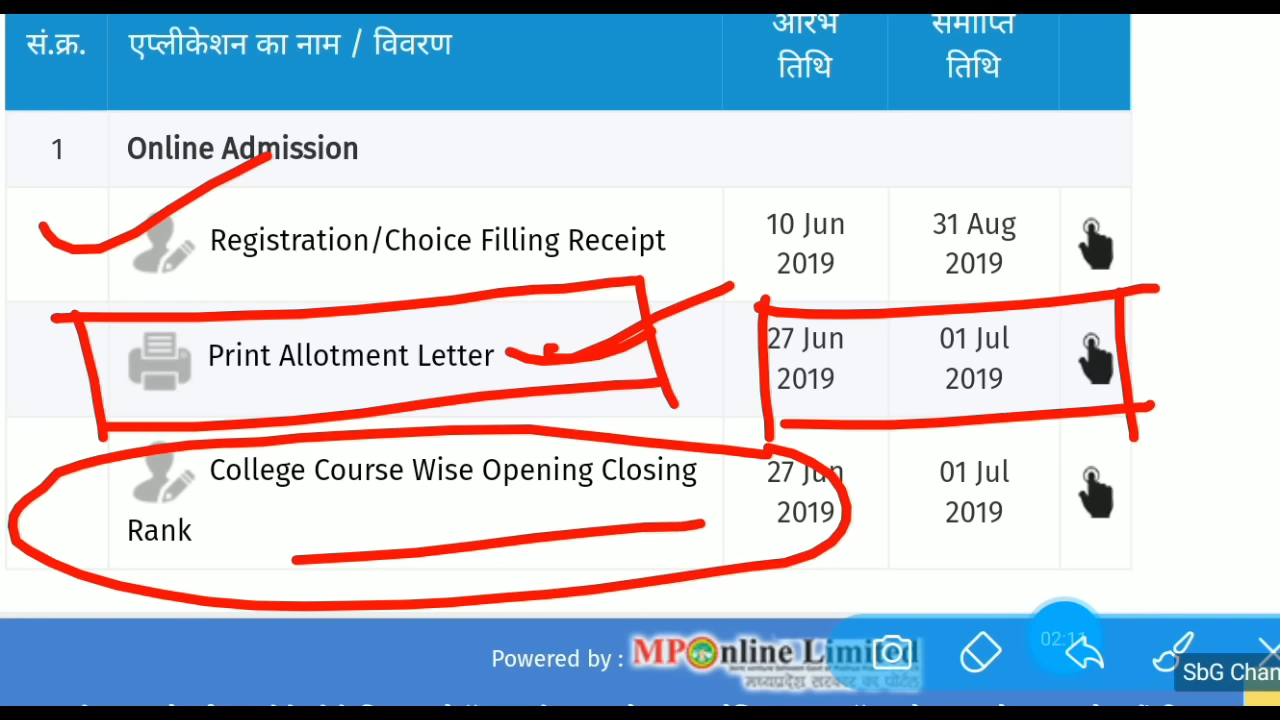 सं.क्र. एप्लीकेशन का नाम / विवरण आरंभ तिथि समाप्ति तिथि
1 Online Admission
Registration/Choice Filling Receipt 10 Jun 2019 31 Aug 2019
Print Allotment Letter 27 Jun 2019 01 Jul 2019
College Course Wise Opening Closing Rank 27 Jun 2019 01 Jul 2019
Powered by : MPOnline Limited
मध्यप्रदेश सरकार का पोर्टल
02:11
SbG Chan